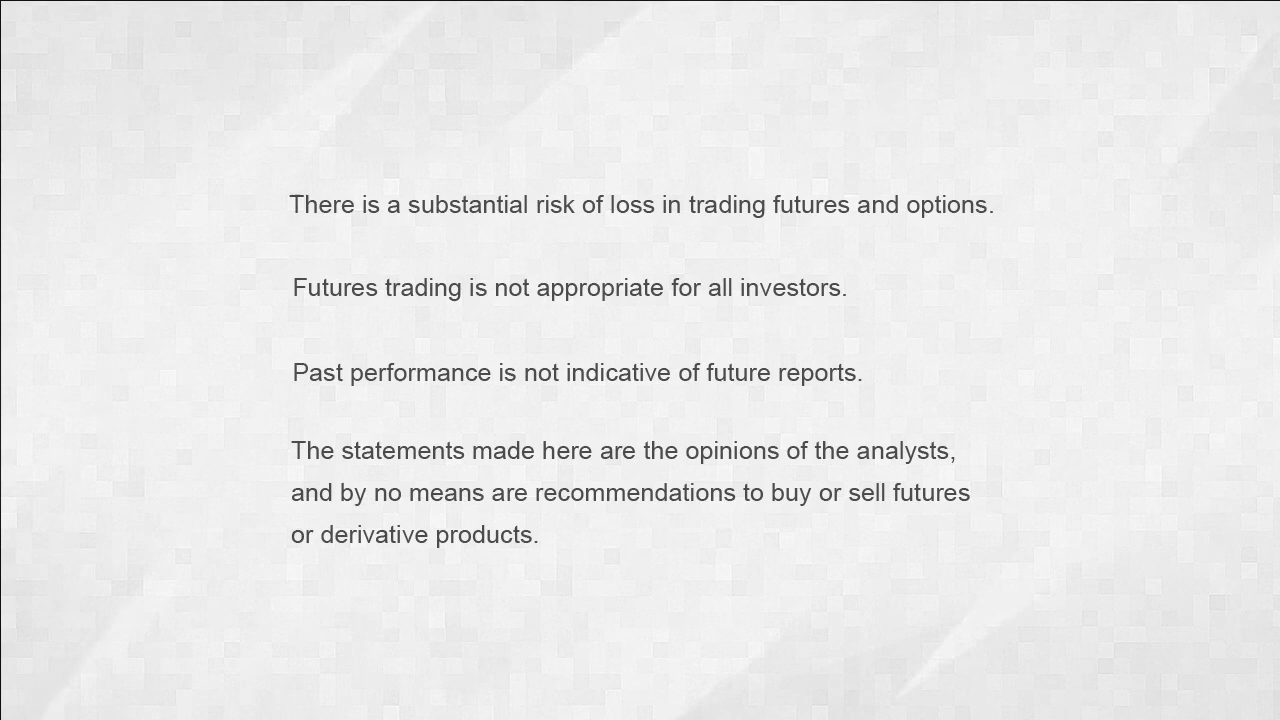 There is a substantial risk of loss in trading futures and options.
Futures trading is not appropriate for all investors.
Past performance is not indicative of future reports.
The statements made here are the opinions of the analysts,
and by no means are recommendations to buy or sell futures
or derivative products.